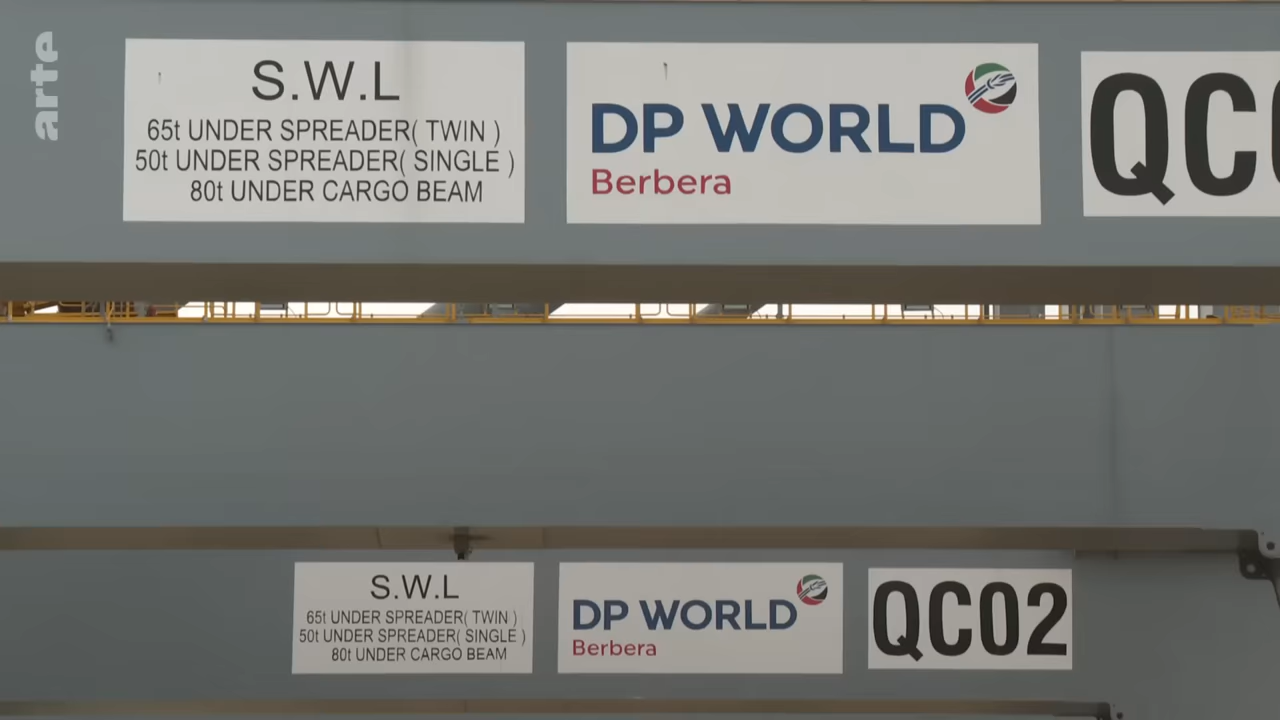 arte
S.W.L
65t UNDER SPREADER( TWIN )
50t UNDER SPREADER( SINGLE )
80t UNDER CARGO BEAM
DP WORLD
Berbera
QC
S.W.L
65t UNDER SPREADER( TWIN )
50t UNDER SPREADER( SINGLE )
80t UNDER CARGO BEAM
DP WORLD
Berbera
QC02